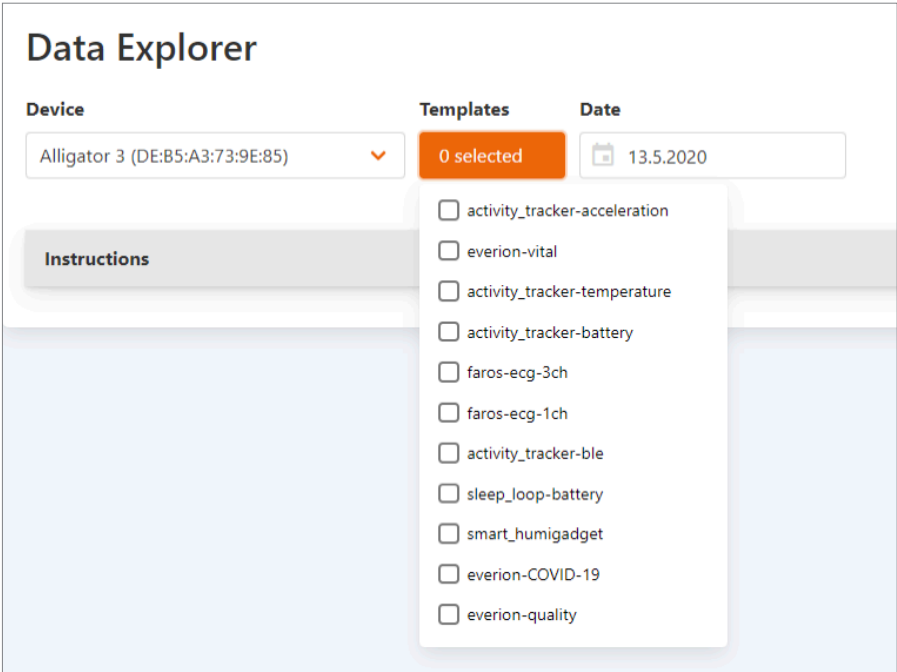 Data Explorer
Device Templates Date
Alligator 3 (DE:B5:A3:73:9E:85) 0 selected 13.5.2020
activity_tracker-acceleration
Instructions
everion-vital
activity_tracker-temperature
activity_tracker-battery
faros-ecg-3ch
faros-ecg-1ch
activity_tracker-ble
sleep_loop-battery
smart_humigadget
everion-COVID-19
everion-quality